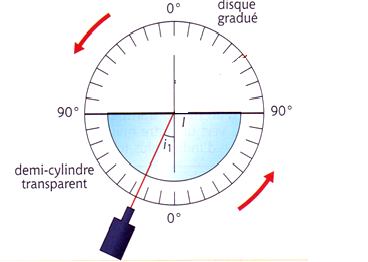 0°
disque
gradué
90°
90°
I
i1
demi-cylindre
transparent
0°